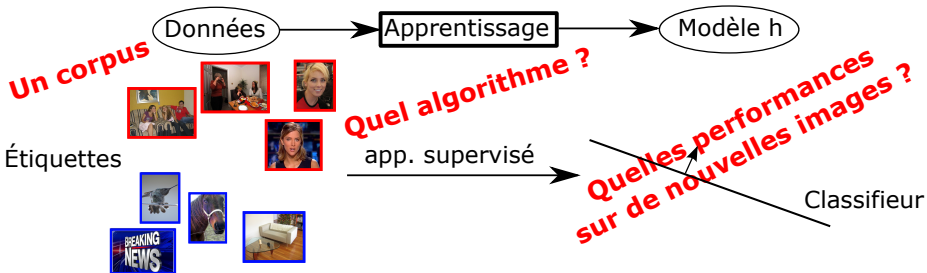 Données
Apprentissage
Modèle h
Un corpus
Quel algorithme ?
Quelles performances
sur de nouvelles images ?
Étiquettes
app. supervisé
Classifieur
BREAKING
NEWS